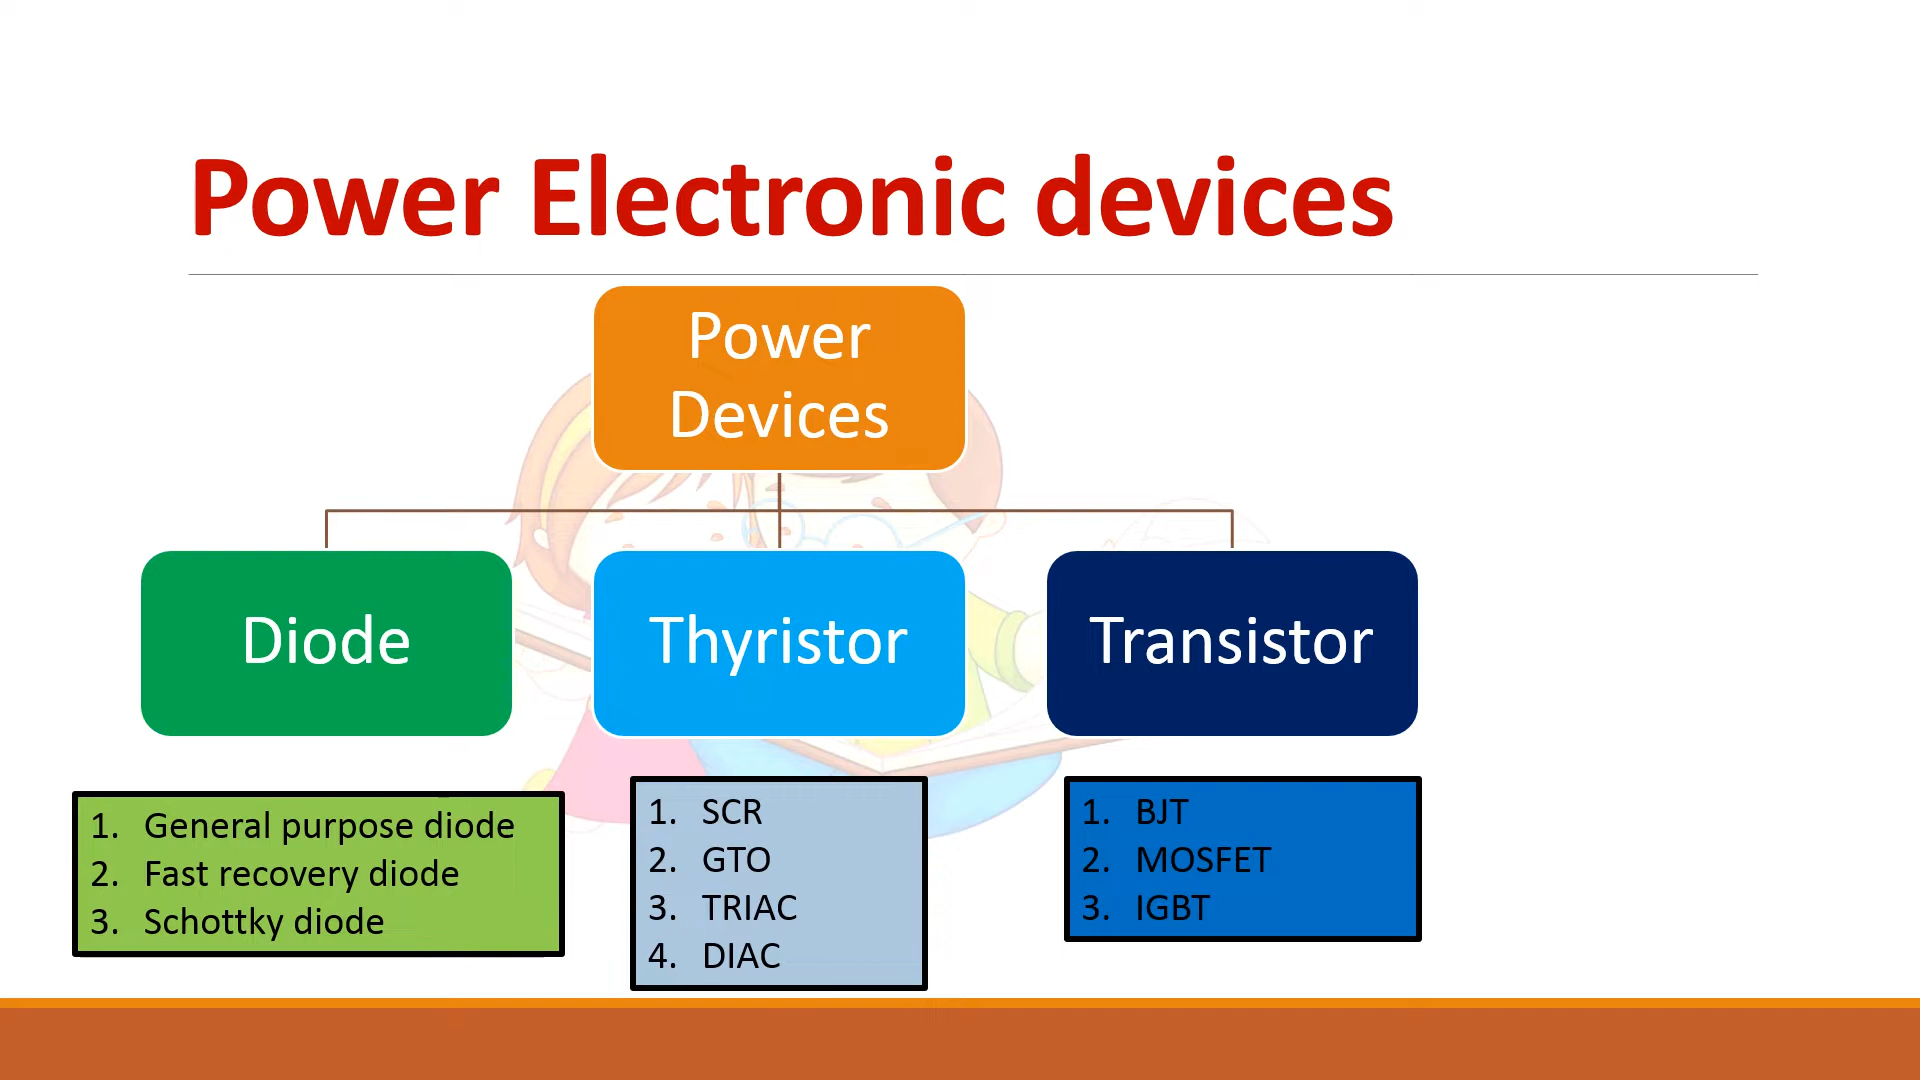 Power Electronic devices
Power
Devices
Diode
Thyristor
Transistor
1. General purpose diode
2. Fast recovery diode
3. Schottky diode
1. SCR
2. GTO
3. TRIAC
4. DIAC
1. BJT
2. MOSFET
3. IGBT